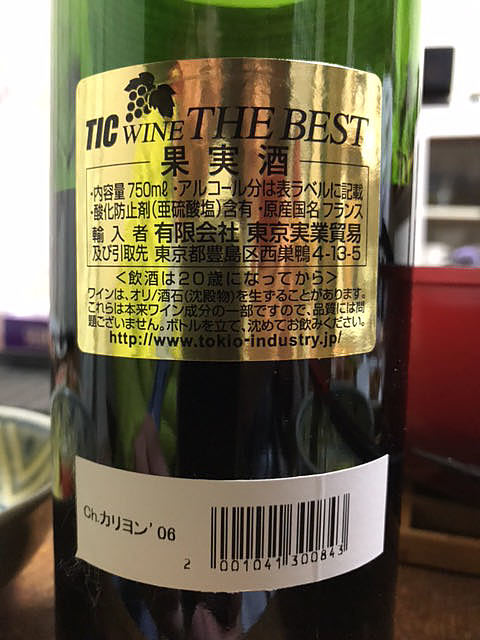 TIC WINE THE BEST
果実酒
・内容量 750mℓ・アルコール分は表ラベルに記載
・酸化防止剤(亜硫酸塩)含有・原産国名 フランス
輸入者 有限会社 東京実業貿易
及び引取先 東京都豊島区西巣鴨4-13-5
<飲酒は20歳になってから>
ワインは、オリ/酒石(沈殿物)を生ずることがあります。
これらは本来ワイン成分の一部ですので、品質には問
題ございません。ボトルを立て、沈めてお飲みください。
http://www.tokio-industry.jp/
Ch.カリヨン'06
2 001041 300843